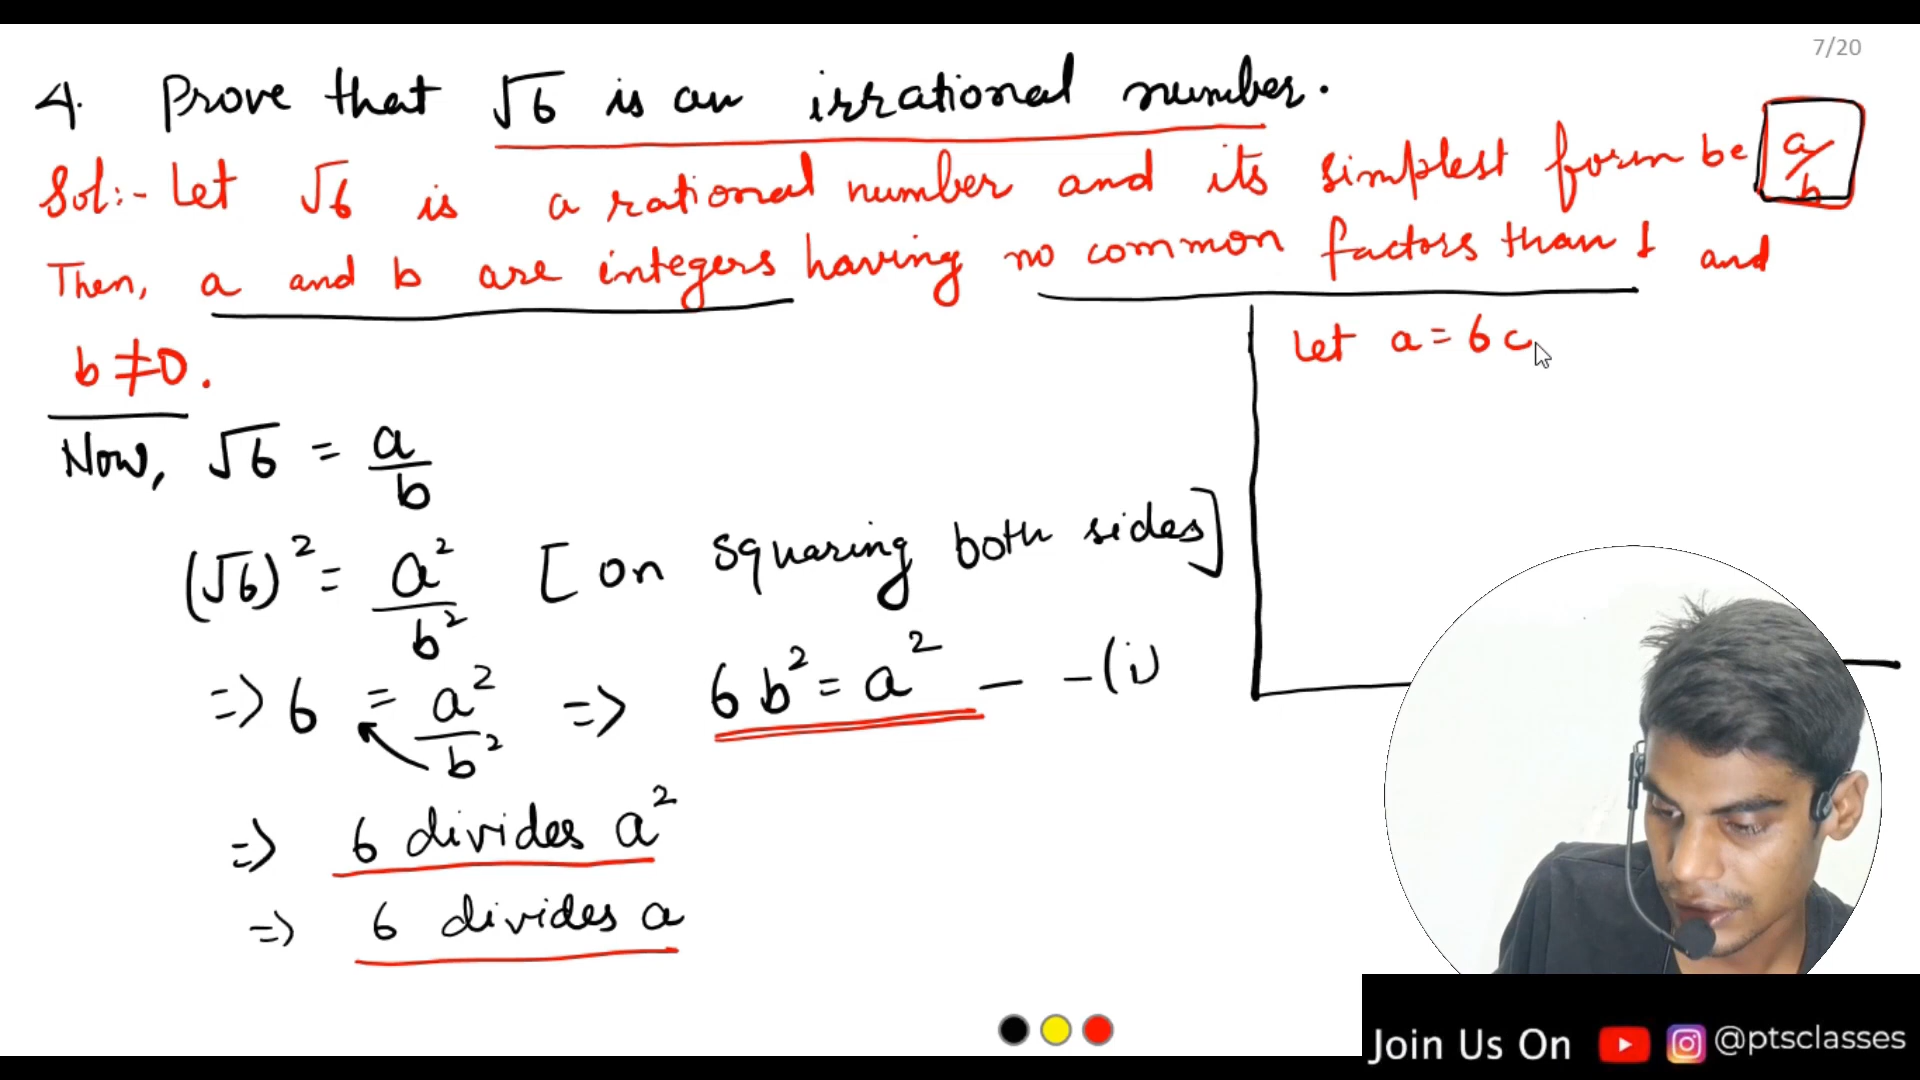 7/20
4. Prove that √6 is an irrational number.
Sol:- Let √6 is a rational number and its simplest form be a/b
Then, a and b are integers having no common factors than 1 and
b ≠ 0.
Now, √6 = a/b
(√6)² = a²/b² [on squaring both sides]
=> 6 = a²/b² => 6b² = a² - -(i)
=> 6 divides a²
=> 6 divides a
Let a = 6c
Join Us On @ptsclasses